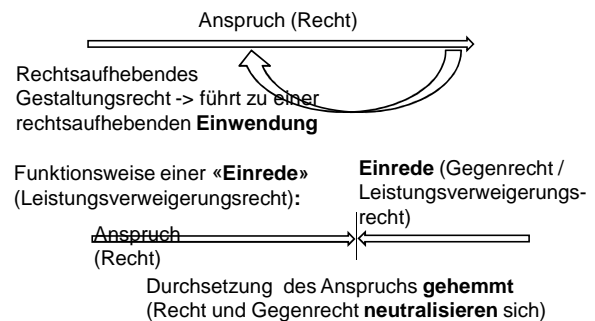 Anspruch (Recht)
Rechtsaufhebendes
Gestaltungsrecht -> führt zu einer
rechtsaufhebenden Einwendung
Funktionsweise einer «Einrede»
(Leistungsverweigerungsrecht):
Einrede (Gegenrecht /
Leistungsverweigerungs-
recht)
Anspruch
(Recht)
Durchsetzung des Anspruchs gehemmt
(Recht und Gegenrecht neutralisieren sich)